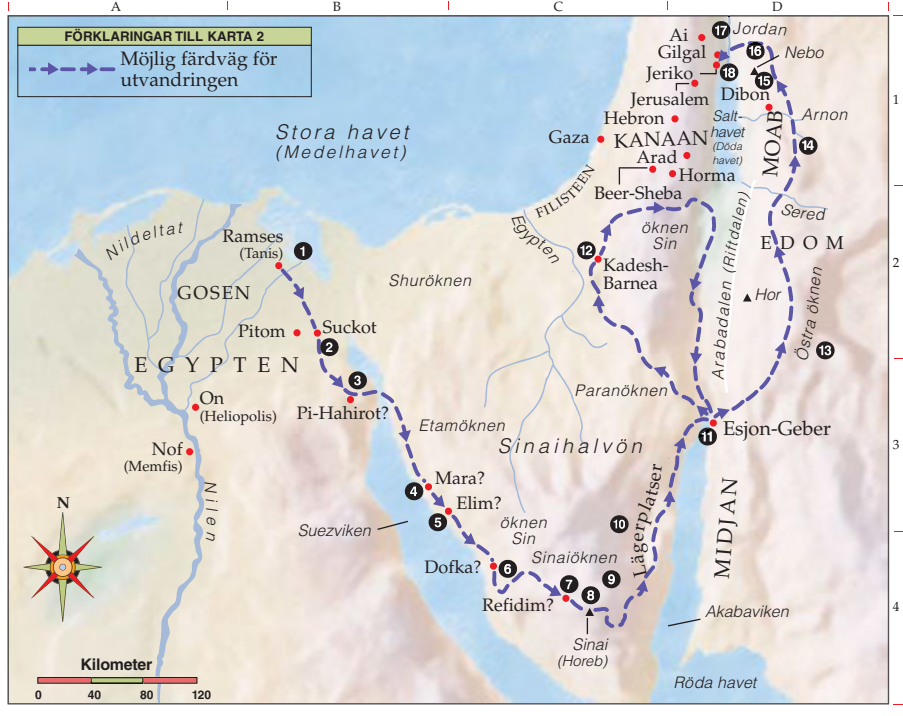 A
B
C
D
FÖRKLARINGAR TILL KARTA 2
Möjlig färdväg för
utvandringen
17
Jordan
Ai
Gilgal
16
Nebo
Jeriko
18
15
Jerusalem
Dibon
Hebron
Salt-
havet
(Döda
havet)
Arnon
1
Stora havet
(Medelhavet)
Gaza
KANAAN
MOAB
14
Arad
Horma
Beer-Sheba
FILISTEEN
Sered
Nildeltat
Egypten
öknen
Sin
EDOM
Ramses
(Tanis)
1
12
Kadesh-
Barnea
2
Arabadalen (Riftdalen)
Shuröknen
GOSEN
Hor
Östra öknen
Pitom
Suckot
2
13
EGYPTEN
3
Paranöknen
On
(Heliopolis)
Pi-Hahirot?
Etamöknen
Esjon-Geber
11
Sinaihalvön
3
Nof
(Memfis)
Mara?
4
Elim?
5
Lägerplatser
MIDJAN
Nilen
N
Suezviken
öknen
Sin
10
Sinaiöknen
Dofka?
6
7
8
9
Refidim?
Akabaviken
4
Sinai
(Horeb)
Kilometer
0
40
80
120
Röda havet